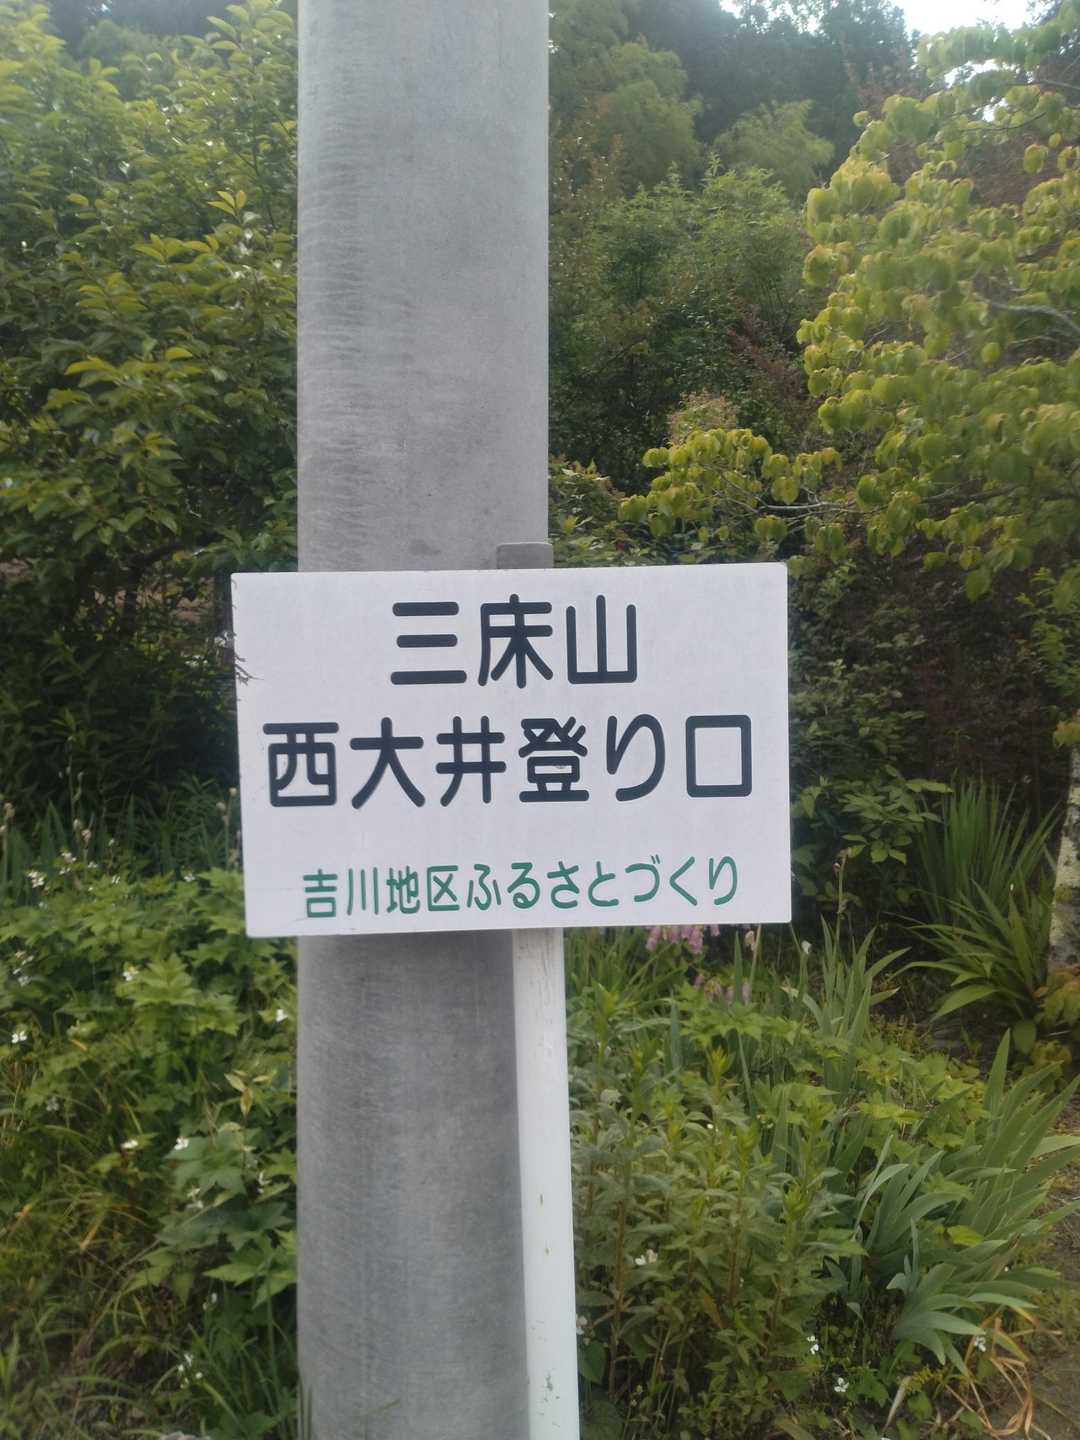 三床山
西大井登り口
吉川地区ふるさとづくり